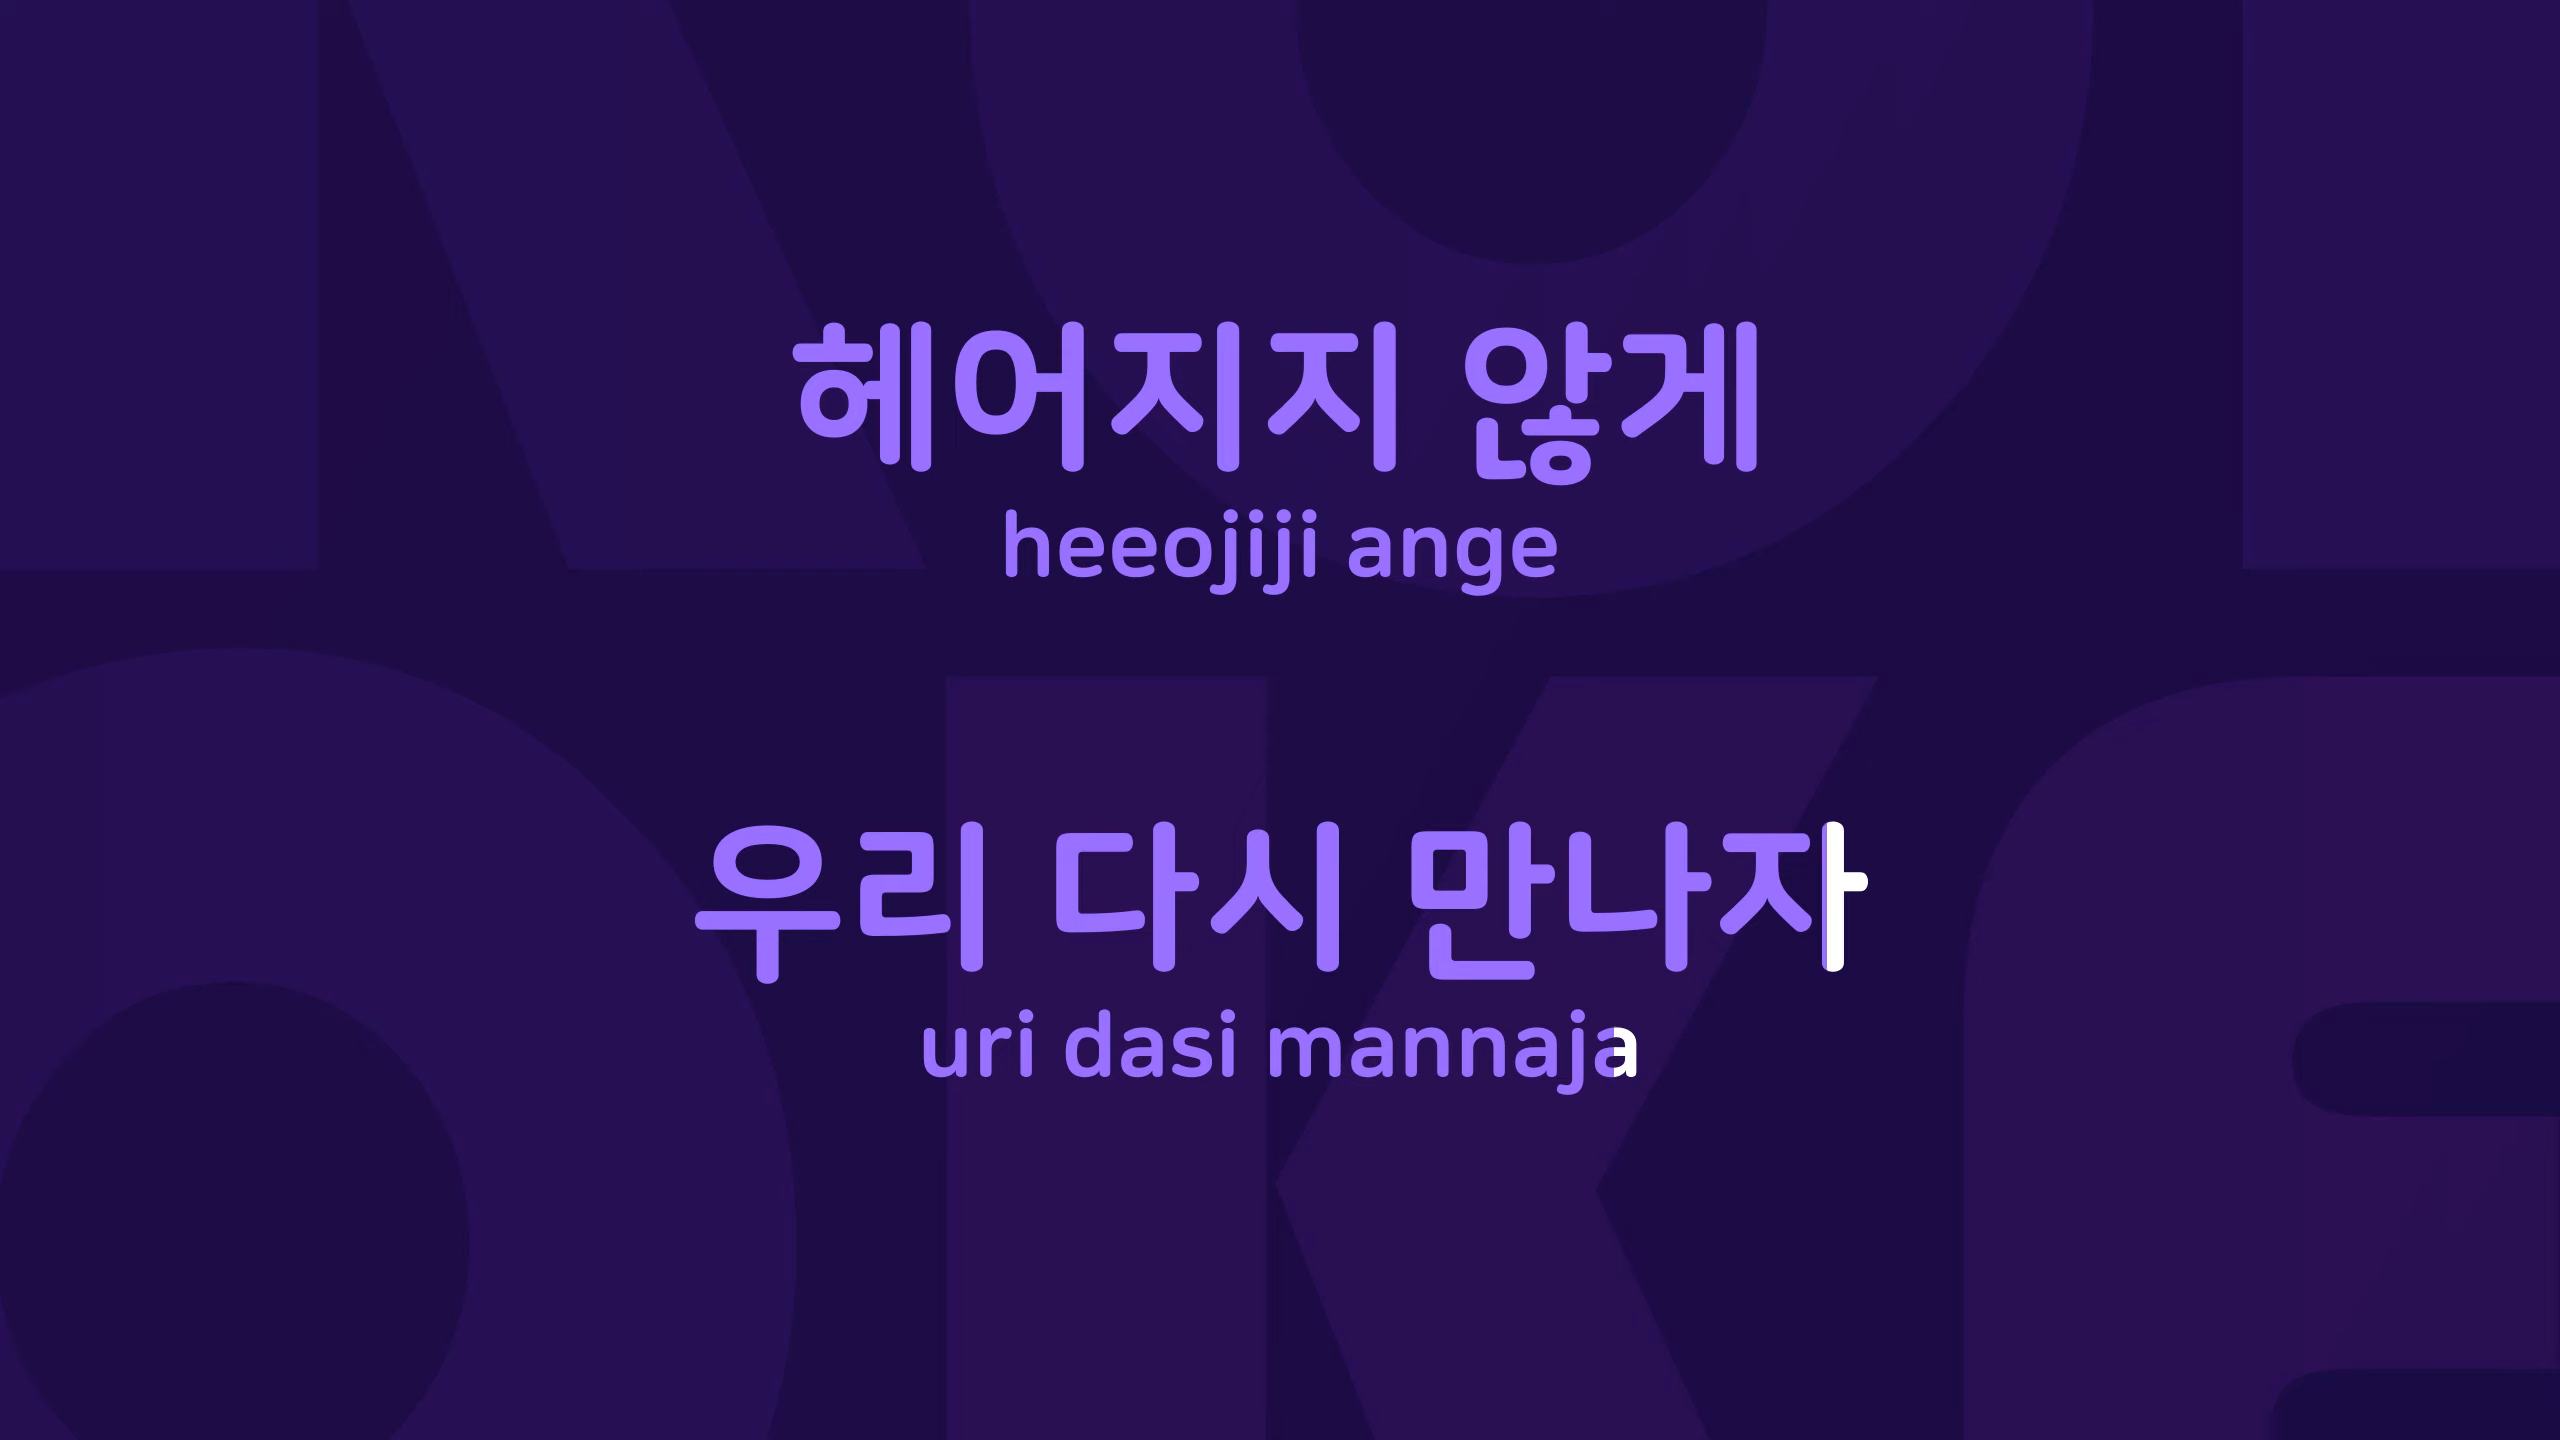 헤어지지 않게
heeojiji ange
우리 다시 만나자
uri dasi mannaja